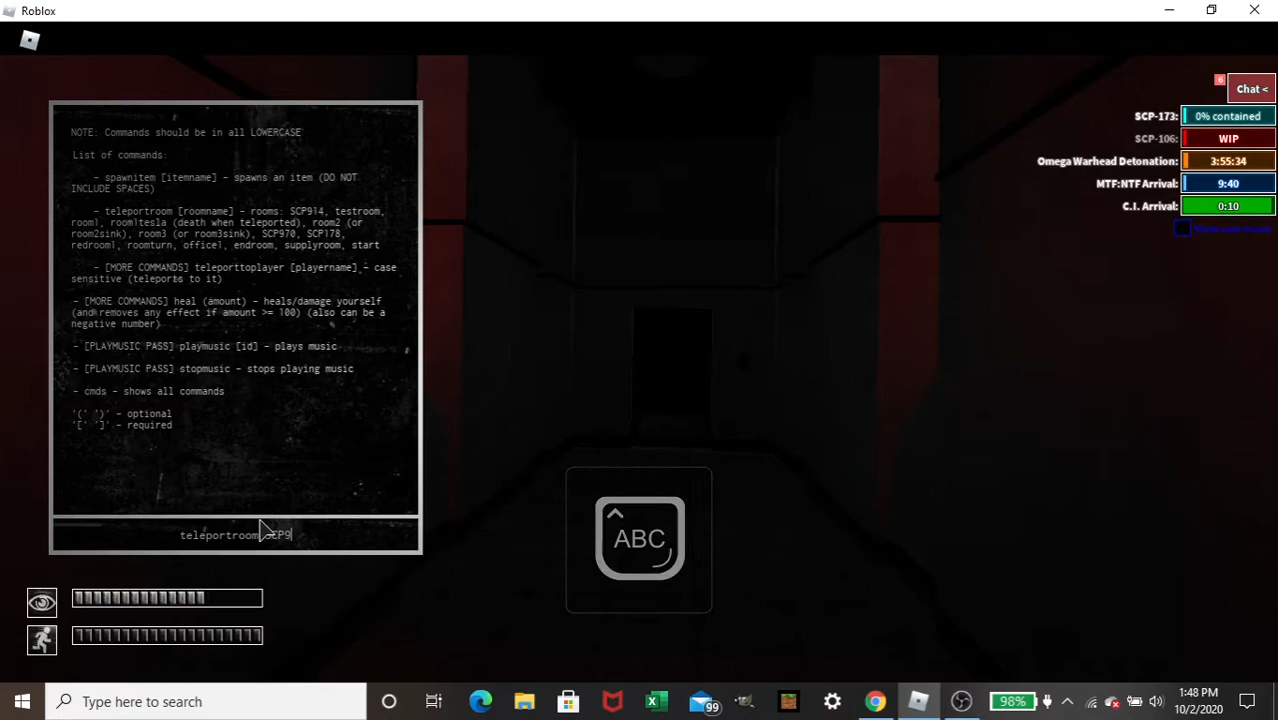 Roblox
NOTE: Commands should be in all LOWERCASE
List of commands:
- spawnitem [itemname] - spawns an item (DO NOT
INCLUDE SPACES)
- teleportroom [roomname] - rooms: SCP914, testroom,
room1, room1tesla (death when teleported), room2 (or
room2sink), room3 (or room3sink), SCP970, SCP178,
redroom1, roomturn, office1, endroom, supplyroom, start
- [MORE COMMANDS] teleporttoplayer [playername] - case
sensitive (teleports to it)
- [MORE COMMANDS] heal (amount) - heals/damage yourself
(and removes any effect if amount >= 100) (also can be a
negative number)
- [PLAYMUSIC PASS] playmusic [id] - plays music
- [PLAYMUSIC PASS] stopmusic - stops playing music
- cmds - shows all commands
'(' ')' - optional
'[' ']' - required
teleportroom SCP9
6
Chat <
SCP-173: 0% contained
SCP-106: WIP
Omega Warhead Detonation: 3:55:34
MTF:NTF Arrival: 9:40
C.I. Arrival: 0:10
ABC
Type here to search
99
98%
1:48 PM
10/2/2020